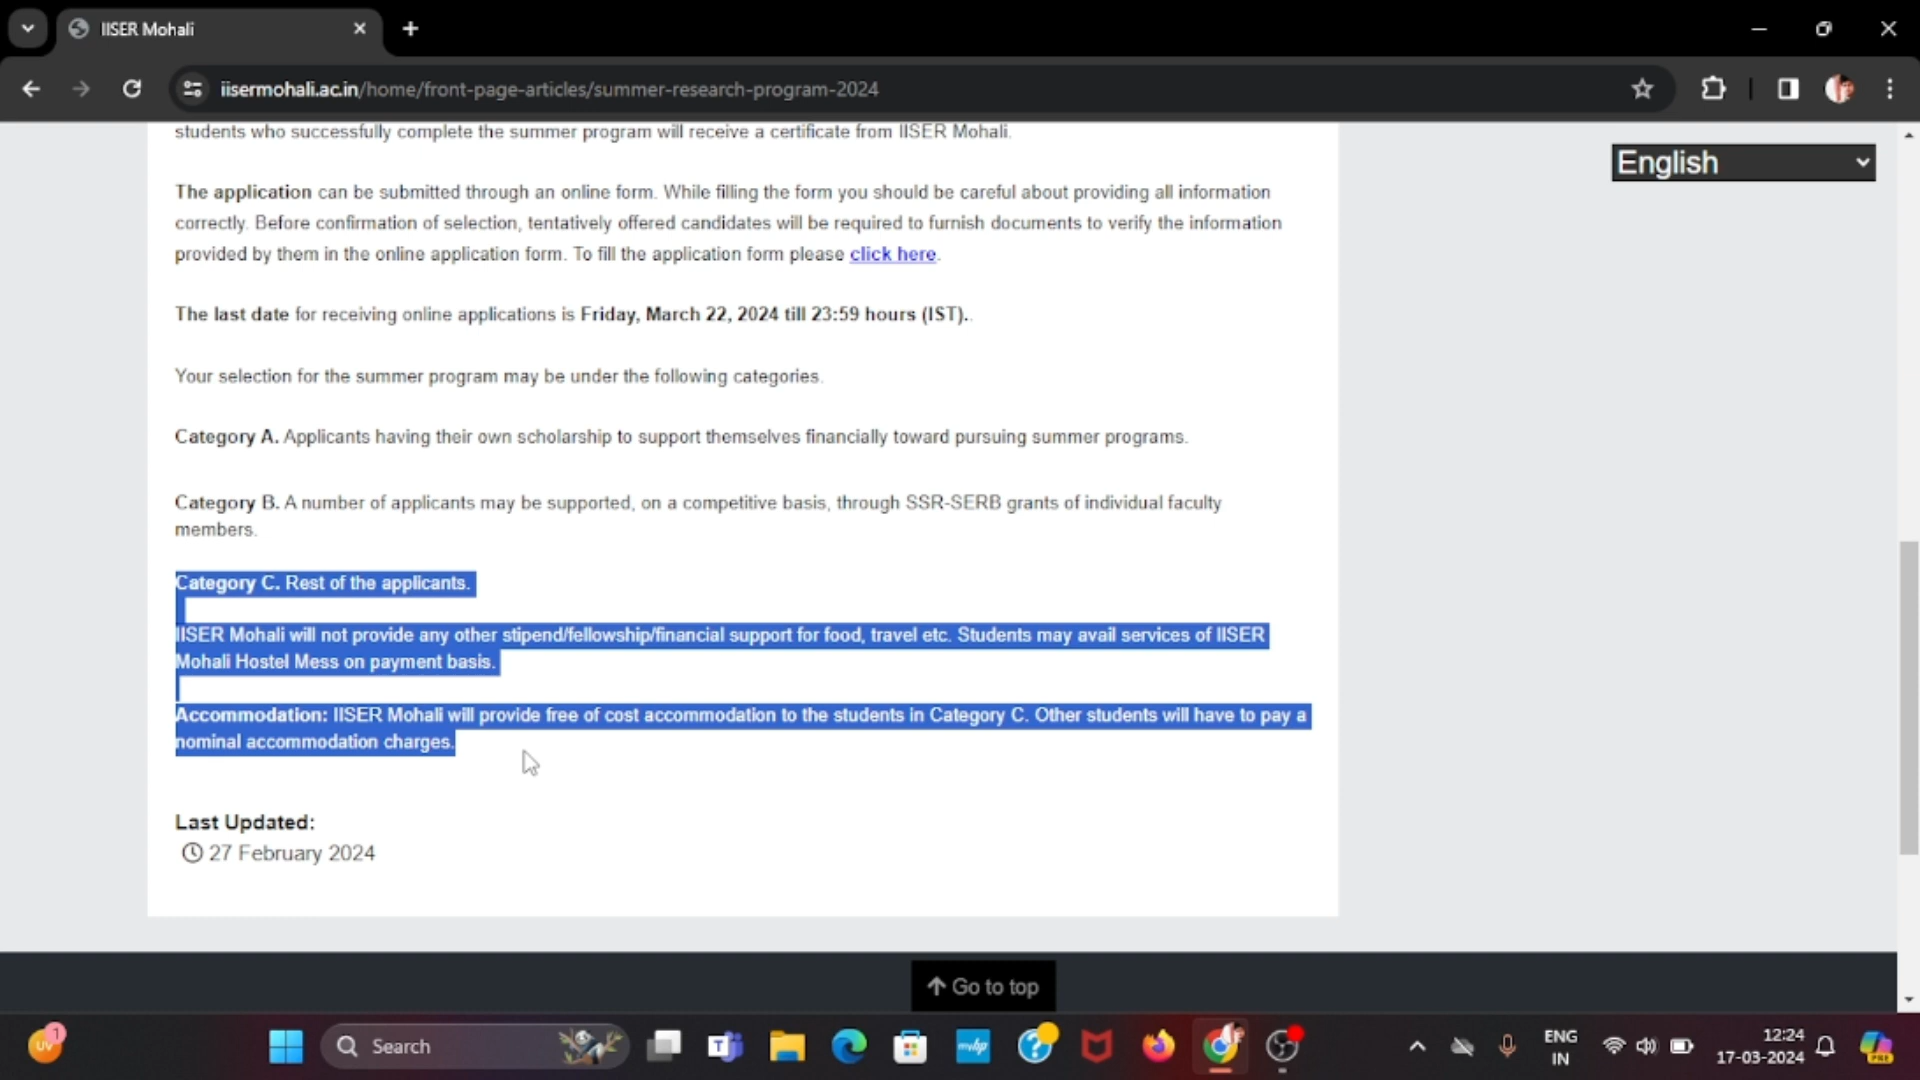 IISER Mohali
iisermohali.ac.in/home/front-page-articles/summer-research-program-2024
students who successfully complete the summer program will receive a certificate from IISER Mohali.
English
The application can be submitted through an online form. While filling the form you should be careful about providing all information
correctly. Before confirmation of selection, tentatively offered candidates will be required to furnish documents to verify the information
provided by them in the online application form. To fill the application form please click here.
The last date for receiving online applications is Friday, March 22, 2024 till 23:59 hours (IST)..
Your selection for the summer program may be under the following categories.
Category A. Applicants having their own scholarship to support themselves financially toward pursuing summer programs.
Category B. A number of applicants may be supported, on a competitive basis, through SSR-SERB grants of individual faculty
members.
Category C. Rest of the applicants.
IISER Mohali will not provide any other stipend/fellowship/financial support for food, travel etc. Students may avail services of IISER
Mohali Hostel Mess on payment basis.
Accommodation: IISER Mohali will provide free of cost accommodation to the students in Category C. Other students will have to pay a
nominal accommodation charges.
Last Updated:
27 February 2024
Go to top
UV
1
Search
T
myhp
ENG
IN
12:24
17-03-2024
PRE